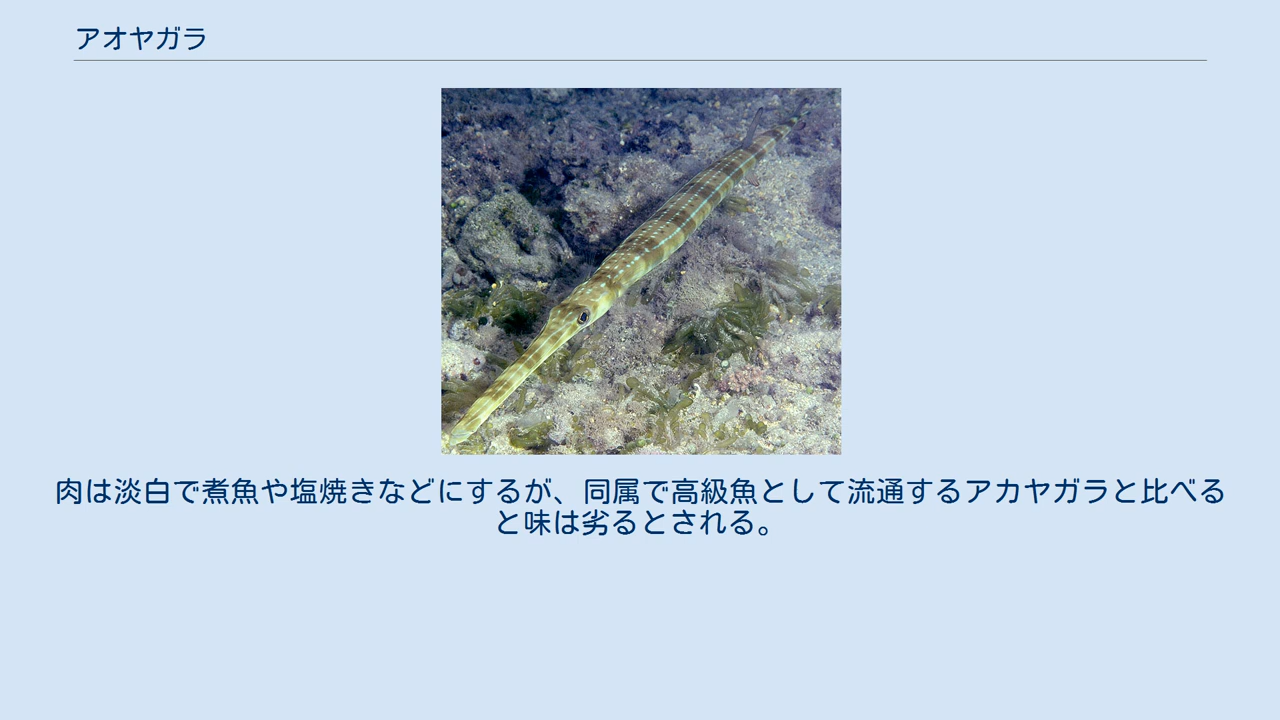 アオヤガラ
肉は淡白で煮魚や塩焼きなどにするが、同属で高級魚として流通するアカヤガラと比べる
と味は劣るとされる。